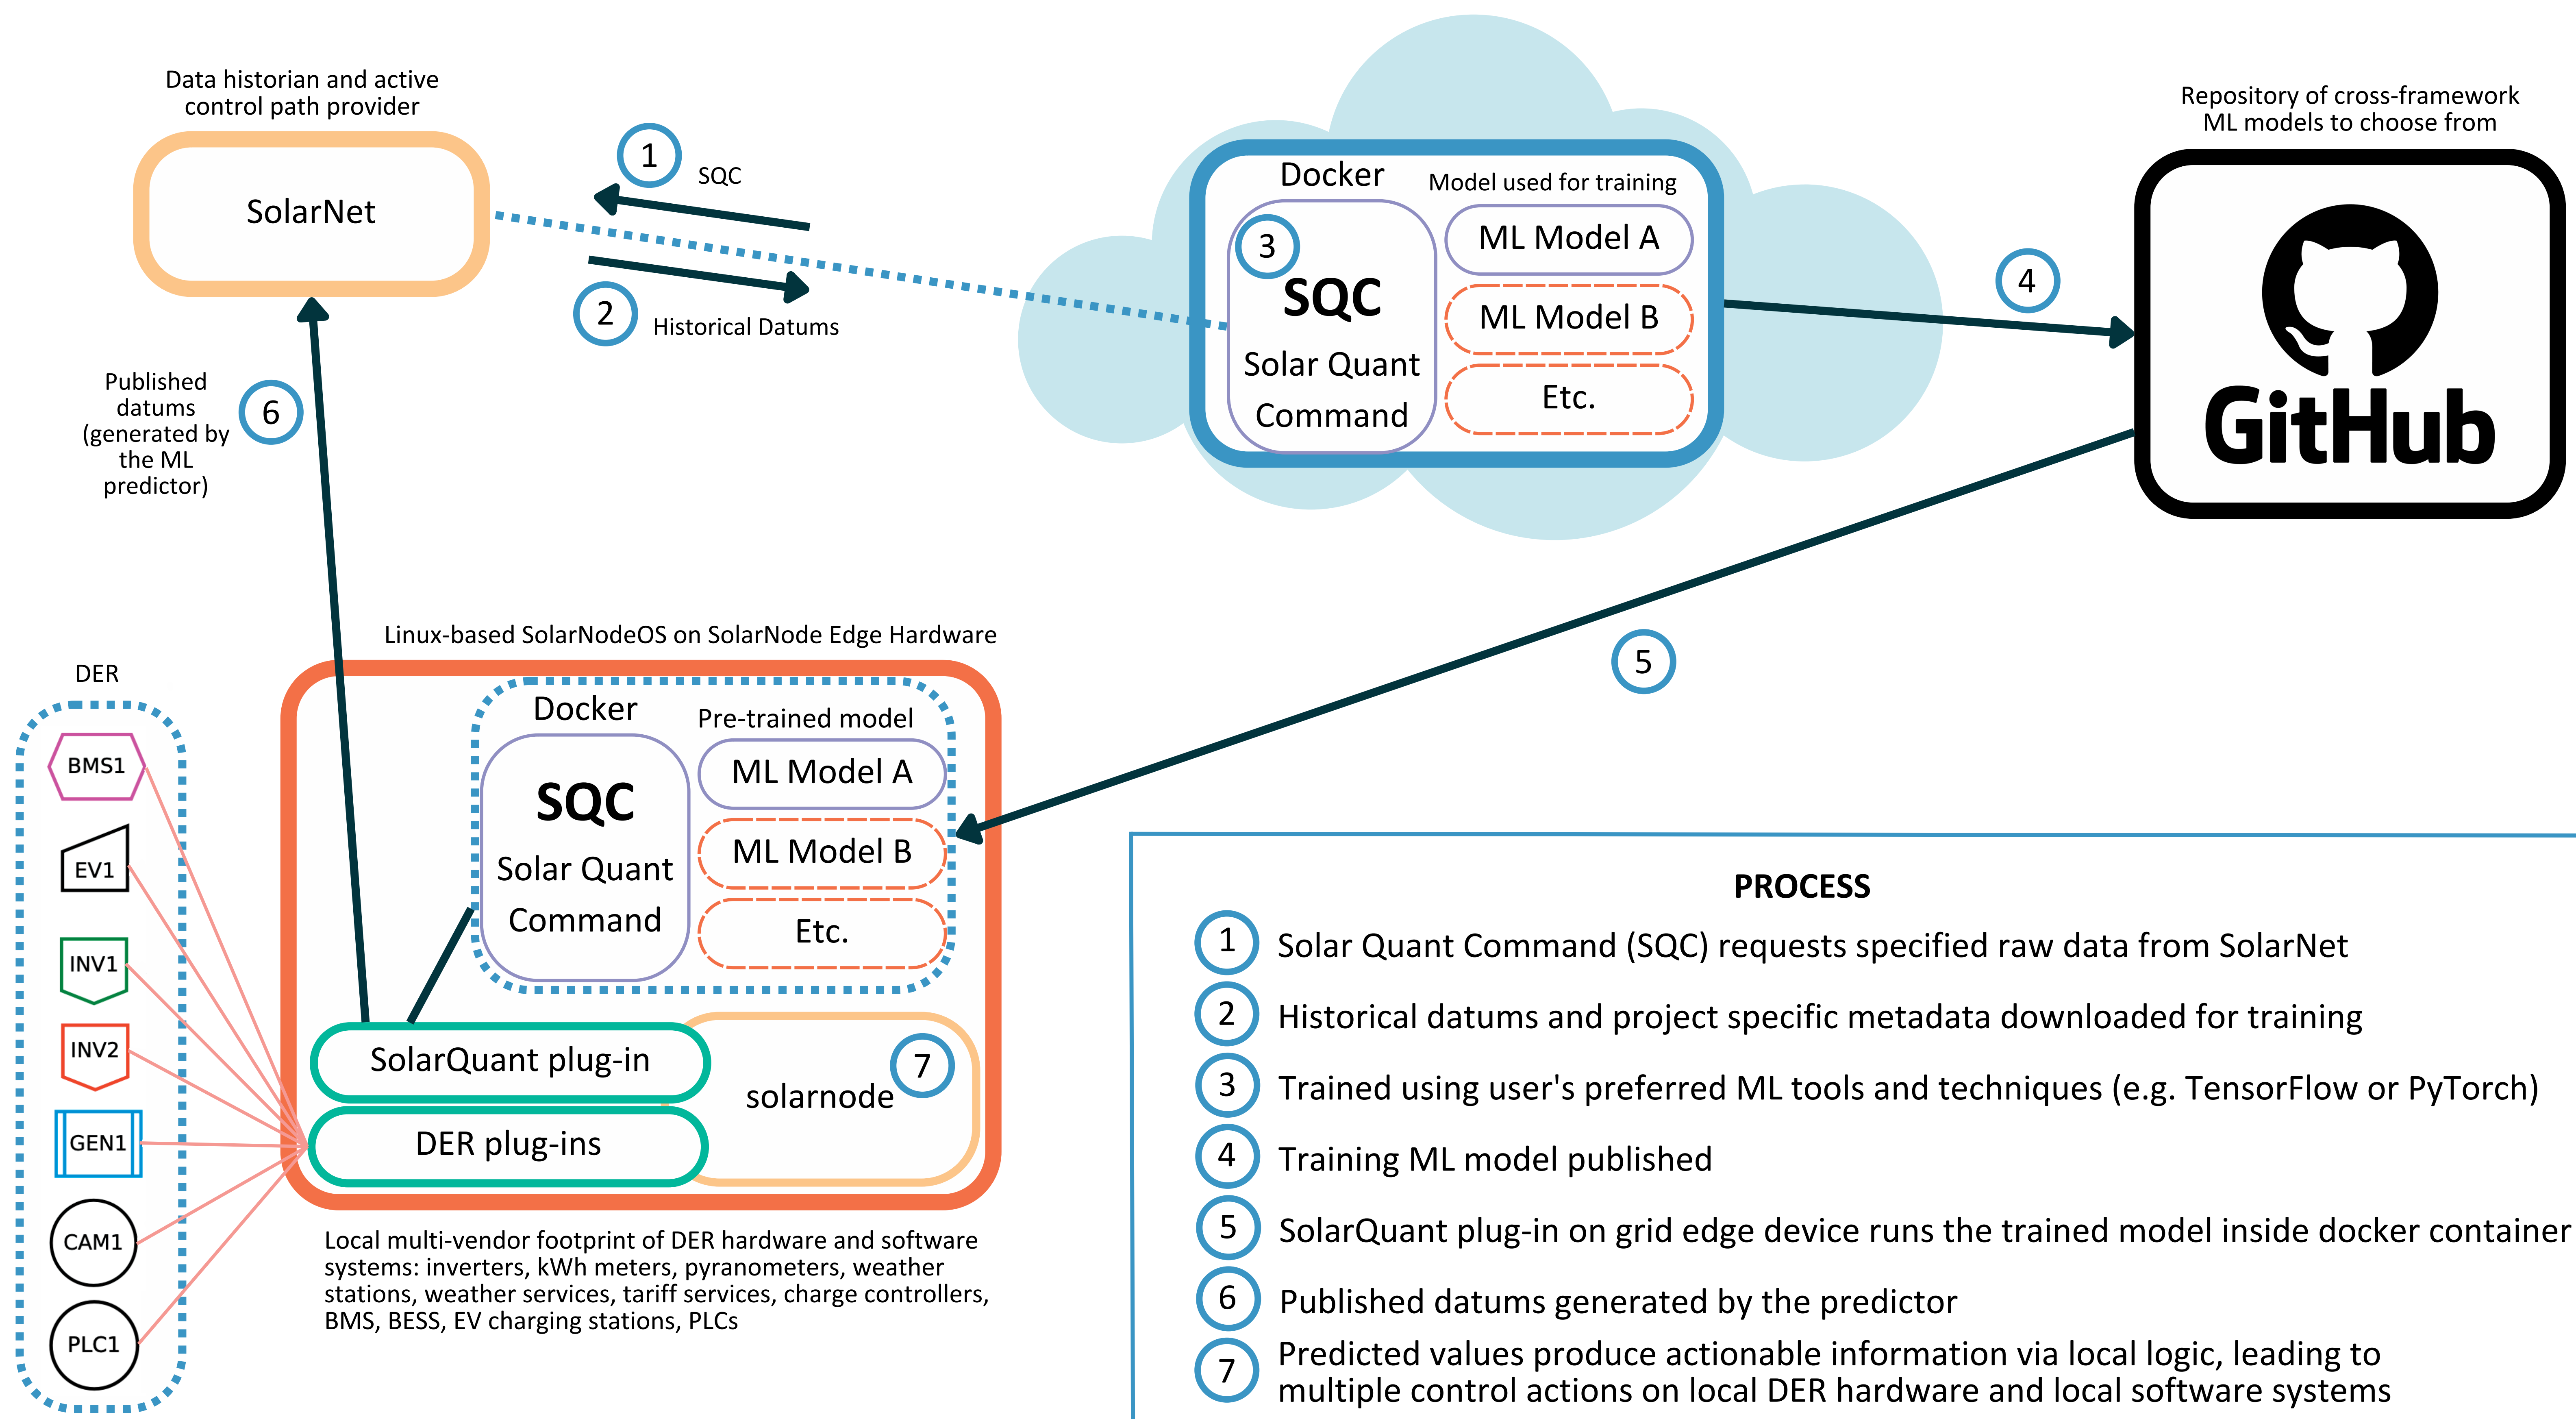 Data historian and active
control path provider
SolarNet
1
SQC
2
Historical Datums
Docker
Model used for training
3
SQC
Solar Quant
Command
ML Model A
ML Model B
Etc.
4
Repository of cross-framework
ML models to choose from
GitHub
Published
datums
(generated by
the ML
predictor)
6
5
Linux-based SolarNodeOS on SolarNode Edge Hardware
DER
BMS1
EV1
INV1
INV2
GEN1
CAM1
PLC1
Docker
Pre-trained model
SQC
Solar Quant
Command
ML Model A
ML Model B
Etc.
SolarQuant plug-in
DER plug-ins
solarnode
7
Local multi-vendor footprint of DER hardware and software
systems: inverters, kWh meters, pyranometers, weather
stations, weather services, tariff services, charge controllers,
BMS, BESS, EV charging stations, PLCs
PROCESS
1 Solar Quant Command (SQC) requests specified raw data from SolarNet
2 Historical datums and project specific metadata downloaded for training
3 Trained using user's preferred ML tools and techniques (e.g. TensorFlow or PyTorch)
4 Training ML model published
5 SolarQuant plug-in on grid edge device runs the trained model inside docker container
6 Published datums generated by the predictor
7 Predicted values produce actionable information via local logic, leading to
multiple control actions on local DER hardware and local software systems